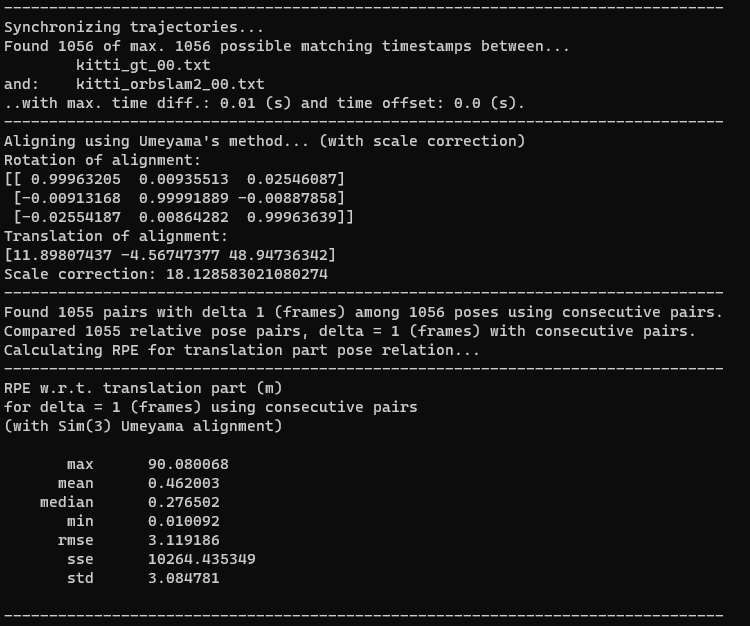 --------------------------------------------------------------------------------
Synchronizing trajectories...
Found 1056 of max. 1056 possible matching timestamps between...
        kitti_gt_00.txt
and:    kitti_orbslam2_00.txt
..with max. time diff.: 0.01 (s) and time offset: 0.0 (s).
--------------------------------------------------------------------------------
Aligning using Umeyama's method... (with scale correction)
Rotation of alignment:
[[ 0.99963205  0.00935513  0.02546087]
 [-0.00913168  0.99991889 -0.00887858]
 [-0.02554187  0.00864282  0.99963639]]
Translation of alignment:
[11.89807437 -4.56747377 48.94736342]
Scale correction: 18.128583021080274
--------------------------------------------------------------------------------
Found 1055 pairs with delta 1 (frames) among 1056 poses using consecutive pairs.
Compared 1055 relative pose pairs, delta = 1 (frames) with consecutive pairs.
Calculating RPE for translation part pose relation...
--------------------------------------------------------------------------------
RPE w.r.t. translation part (m)
for delta = 1 (frames) using consecutive pairs
(with Sim(3) Umeyama alignment)

       max      90.080068
      mean      0.462003
    median      0.276502
       min      0.010092
      rmse      3.119186
       sse      10264.435349
       std      3.084781

--------------------------------------------------------------------------------